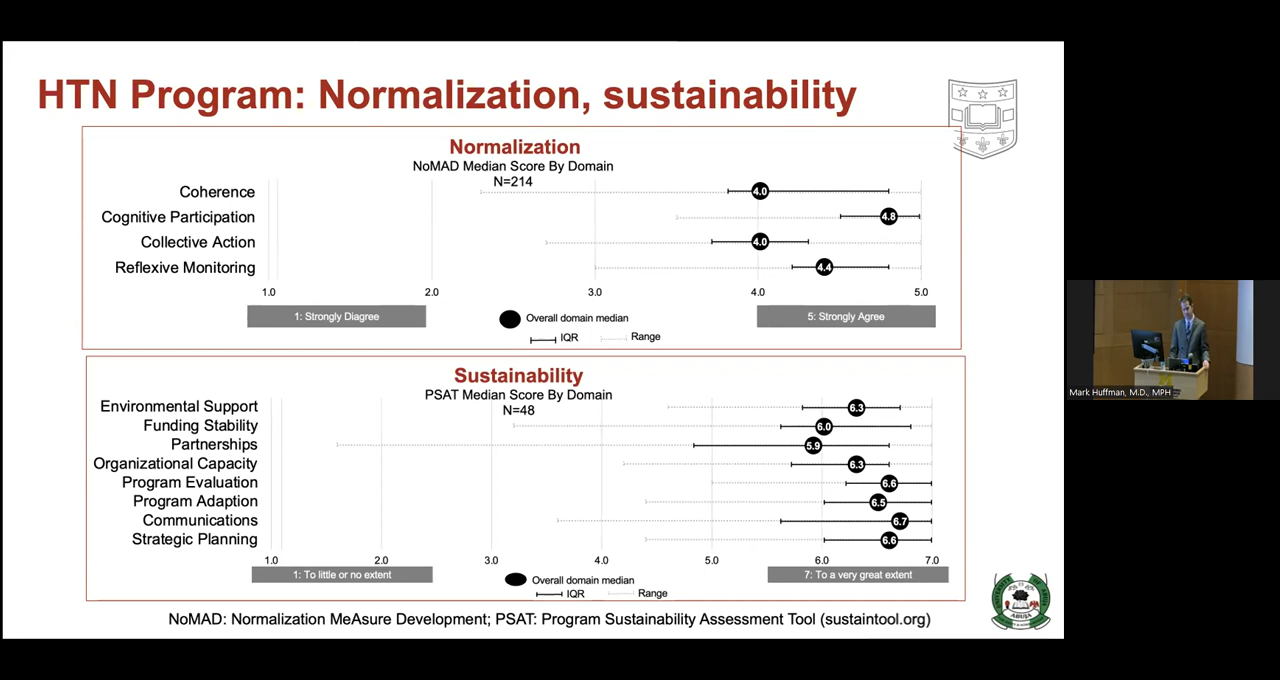 HTN Program: Normalization, sustainability
Normalization
NoMAD Median Score By Domain
N=214
Coherence
4.0
Cognitive Participation
4.8
Collective Action
4.0
Reflexive Monitoring
4.4
1.0 2.0 3.0 4.0 5.0
1: Strongly Diagree
Overall domain median
5: Strongly Agree
IQR
Range
Sustainability
PSAT Median Score By Domain
N=48
Environmental Support
6.3
Funding Stability
6.0
Partnerships
5.9
Organizational Capacity
6.3
Program Evaluation
6.6
Program Adaption
6.5
Communications
6.7
Strategic Planning
6.6
1.0 2.0 3.0 4.0 5.0 6.0 7.0
1: To little or no extent
Overall domain median
7: To a very great extent
IQR
Range
NoMAD: Normalization MeAsure Development; PSAT: Program Sustainability Assessment Tool (sustaintool.org)
UNIVERSITY OF ABUJA
ABUJA
Mark Huffman, M.D., MPH